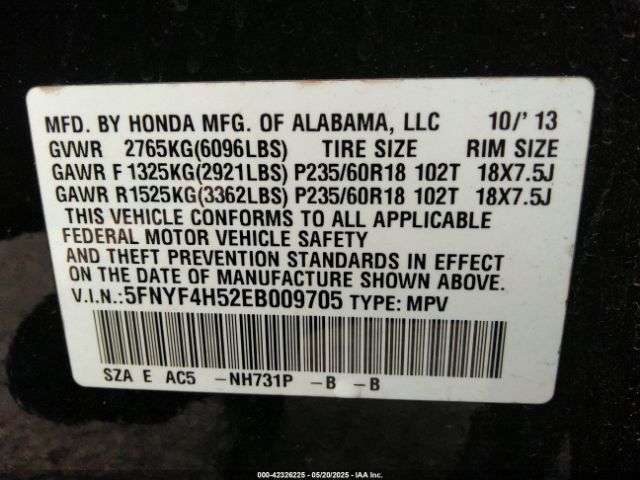 MFD. BY HONDA MFG. OF ALABAMA, LLC 10/' 13
GVWR 2765KG(6096LBS) TIRE SIZE RIM SIZE
GAWR F 1325KG(2921LBS) P235/60R18 102T 18X7.5J
GAWR R1525KG(3362LBS) P235/60R18 102T 18X7.5J
THIS VEHICLE CONFORMS TO ALL APPLICABLE
FEDERAL MOTOR VEHICLE SAFETY
AND THEFT PREVENTION STANDARDS IN EFFECT
ON THE DATE OF MANUFACTURE SHOWN ABOVE.
V.I.N.:5FNYF4H52EB009705 TYPE: MPV
SZA E AC5 -NH731P -B -B
000-42326225 - 05/20/2025 - IAA Inc.